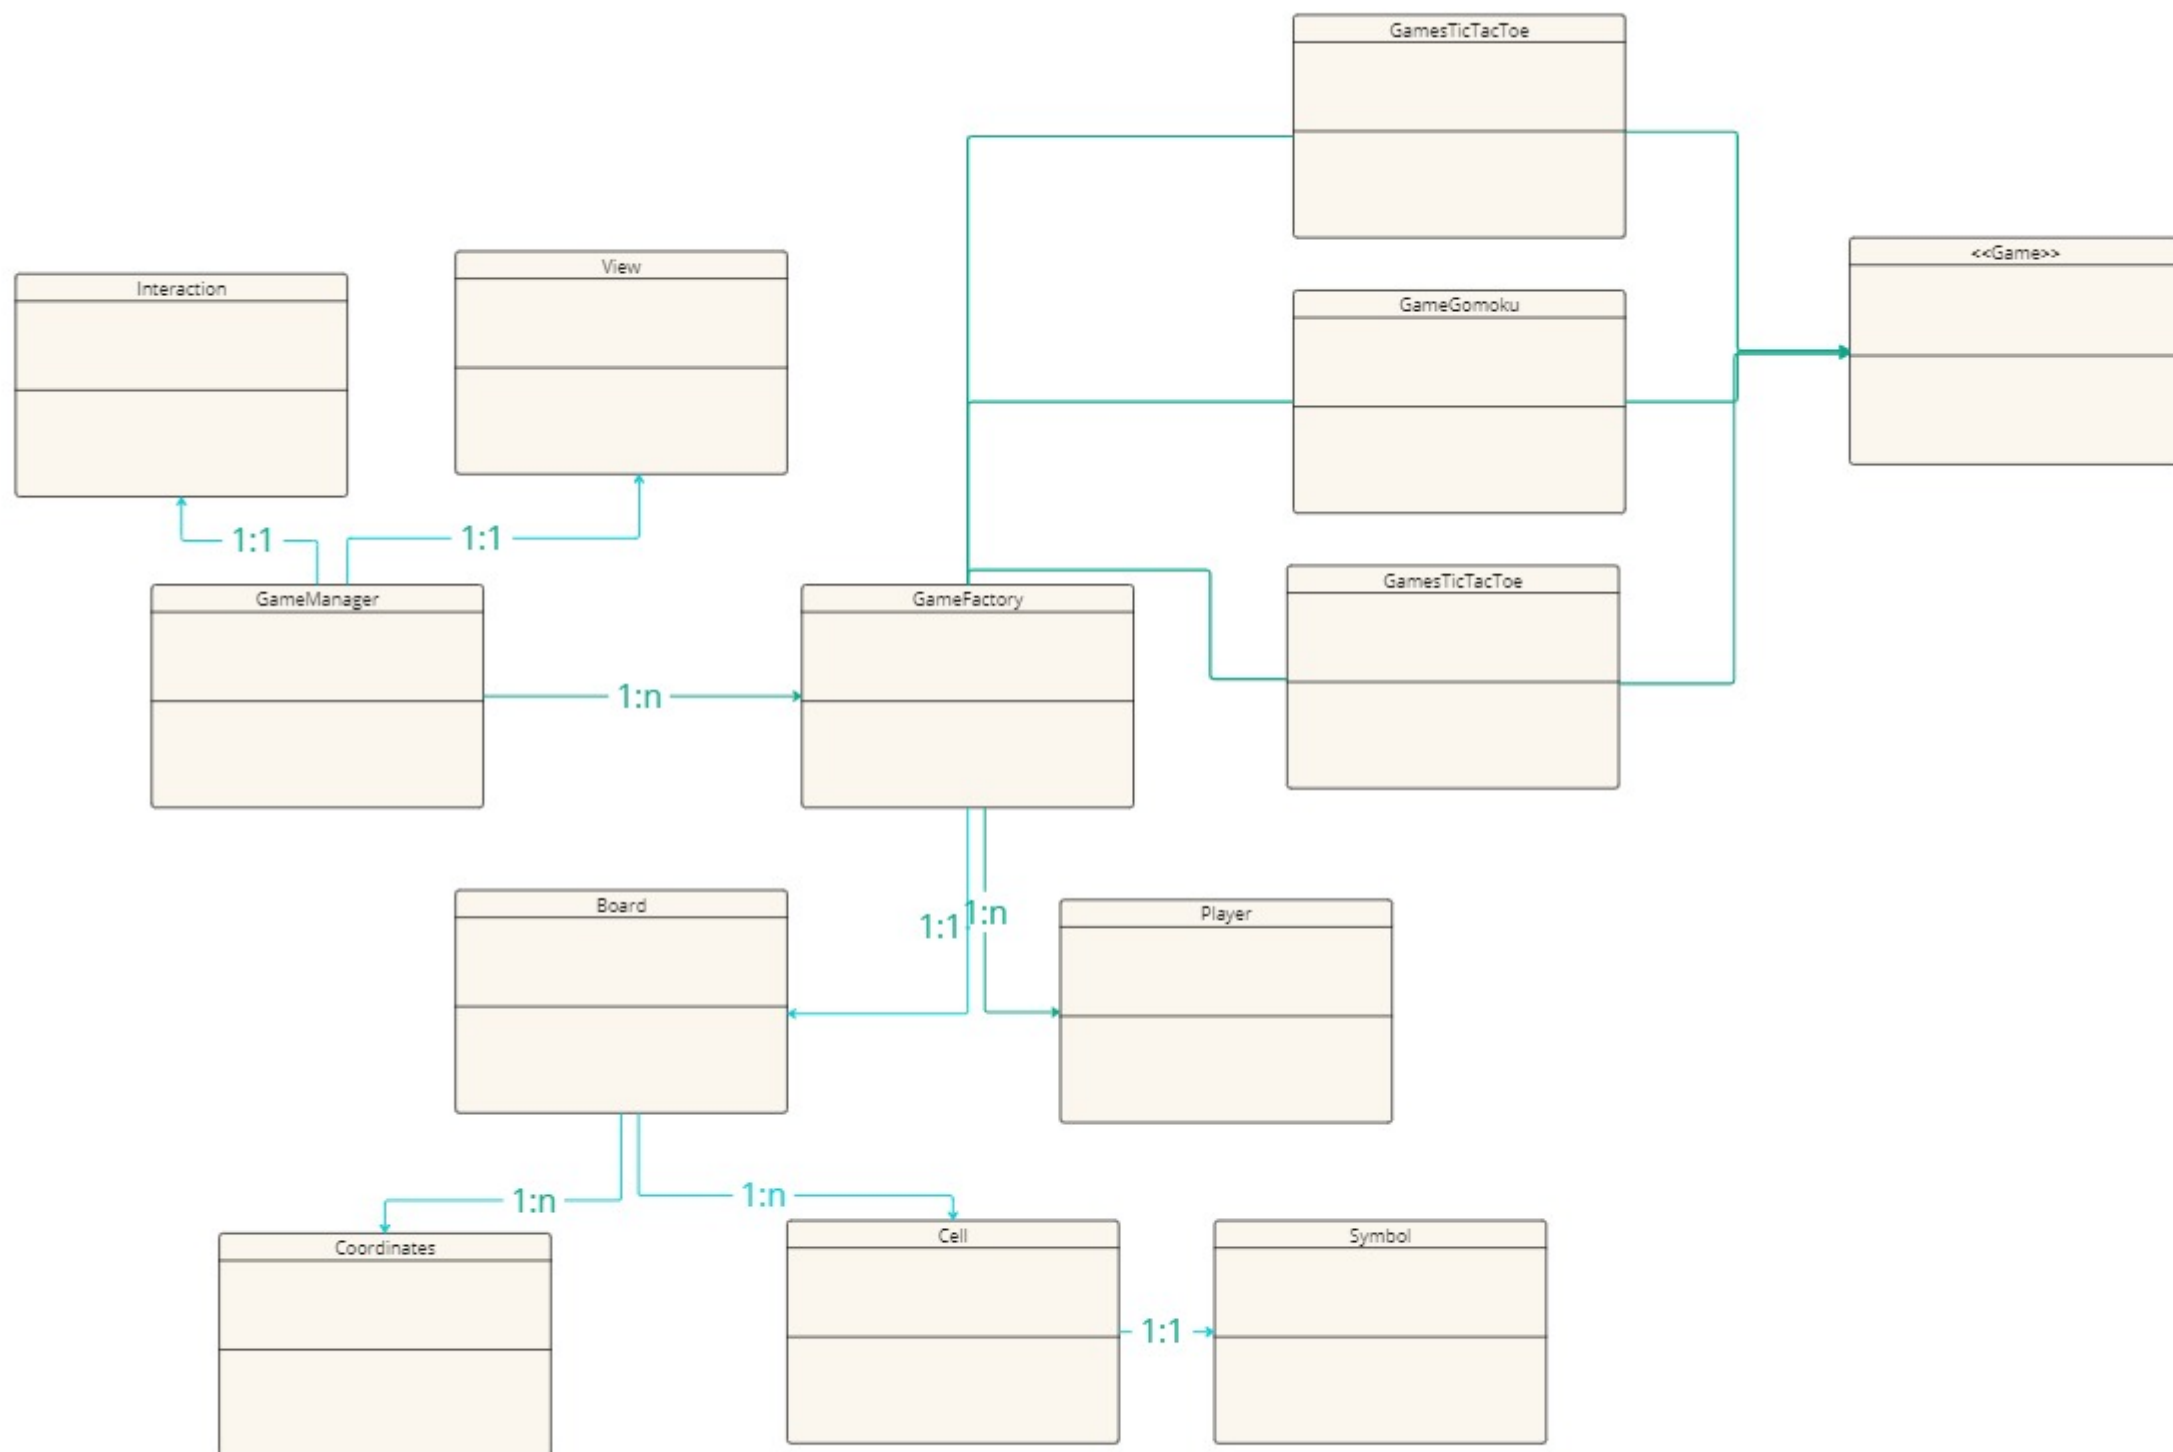 GamesTicTacToe
<<Game>>
View
Interaction
GameGomoku
1:1
1:1
GamesTicTacToe
GameManager
GameFactory
1:n
Board
Player
1:1
1:n
1:n
1:n
Coordinates
Cell
Symbol
1:1